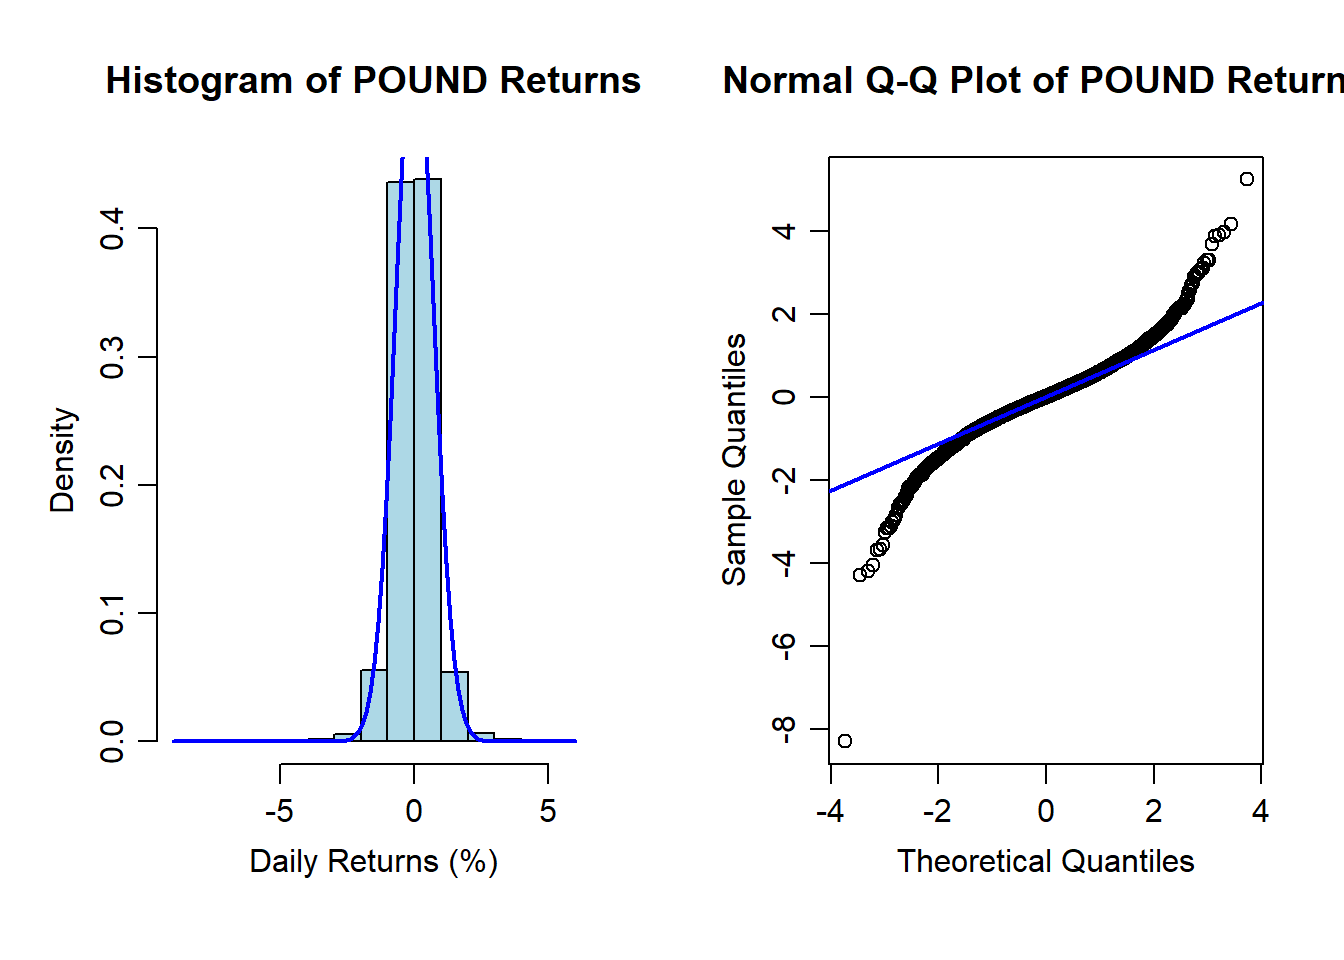 Histogram of POUND Returns
Density
0.0 0.1 0.2 0.3 0.4
-5 0 5
Daily Returns (%)
Normal Q-Q Plot of POUND Return
Sample Quantiles
-8 -6 -4 -2 0 2 4
-4 -2 0 2 4
Theoretical Quantiles